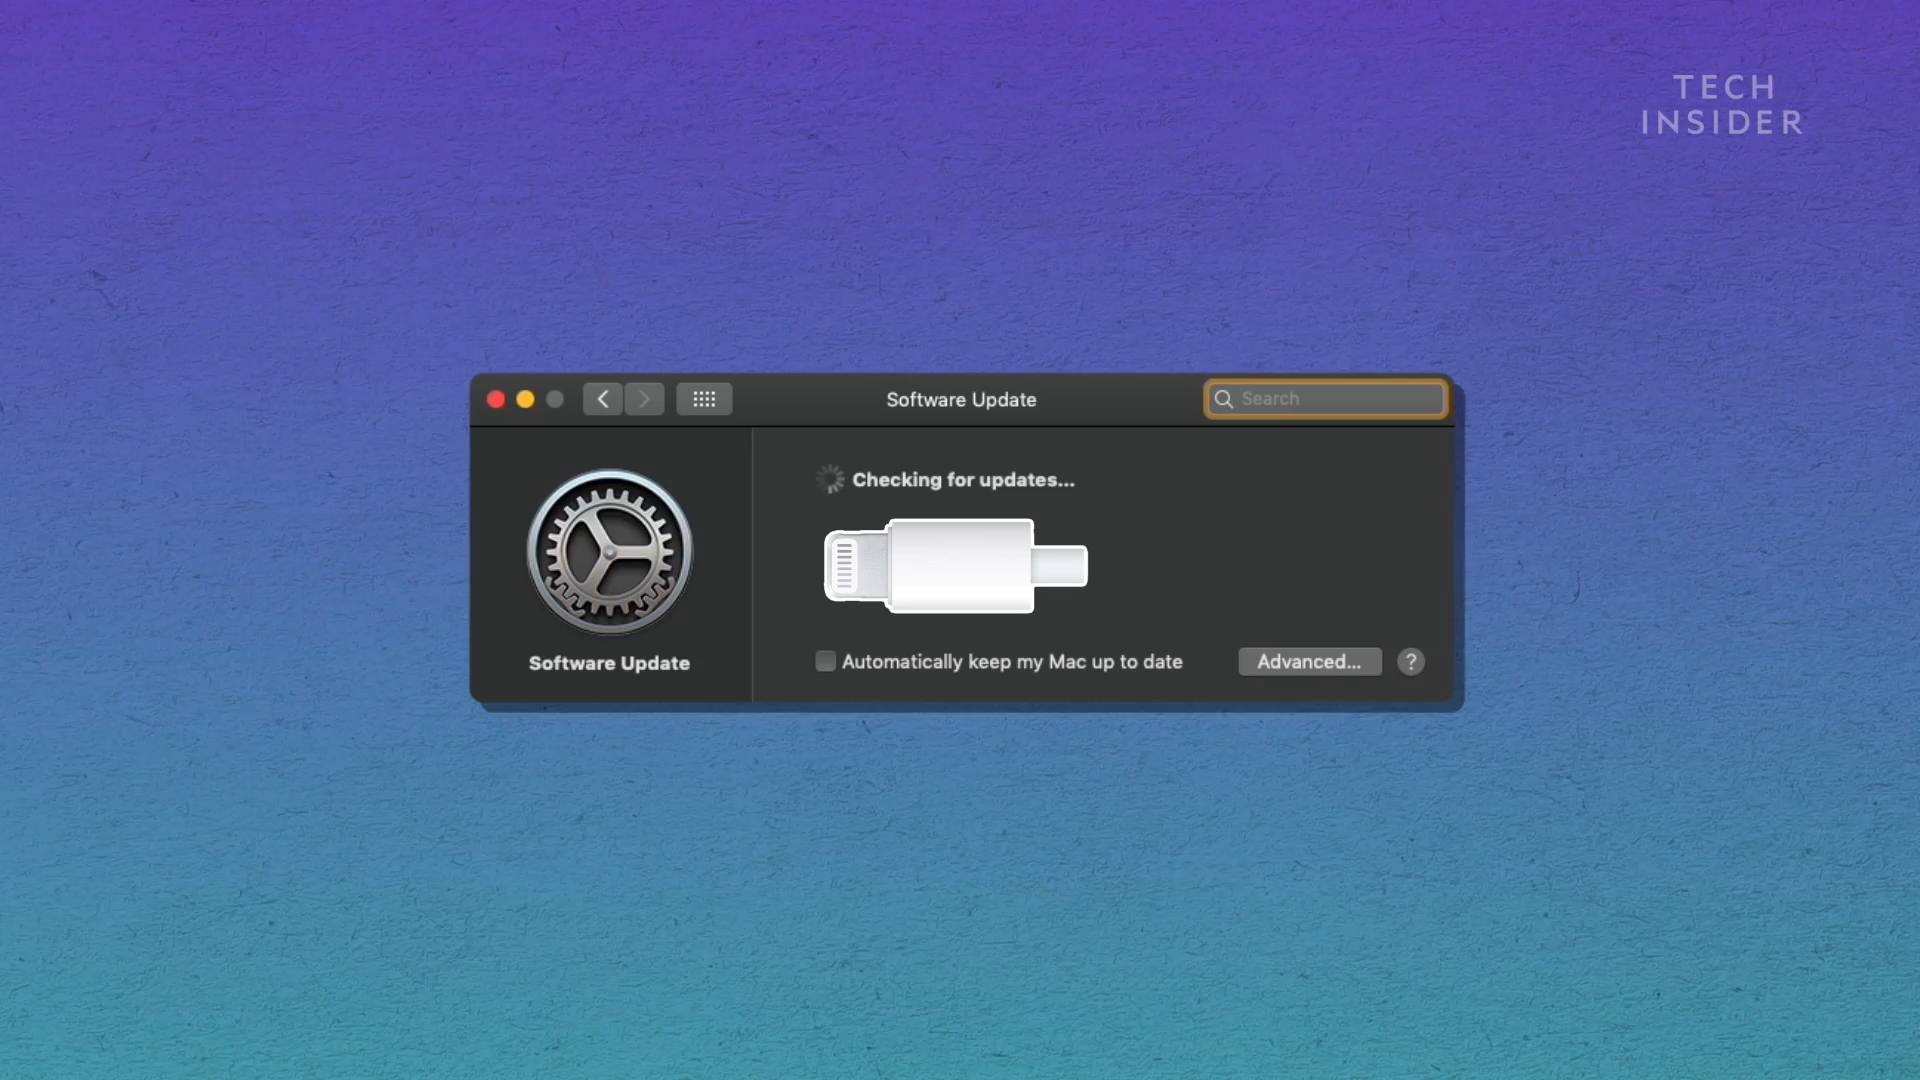 TECH
INSIDER
Software Update
Search
Checking for updates...
Software Update
Automatically keep my Mac up to date
Advanced...
?